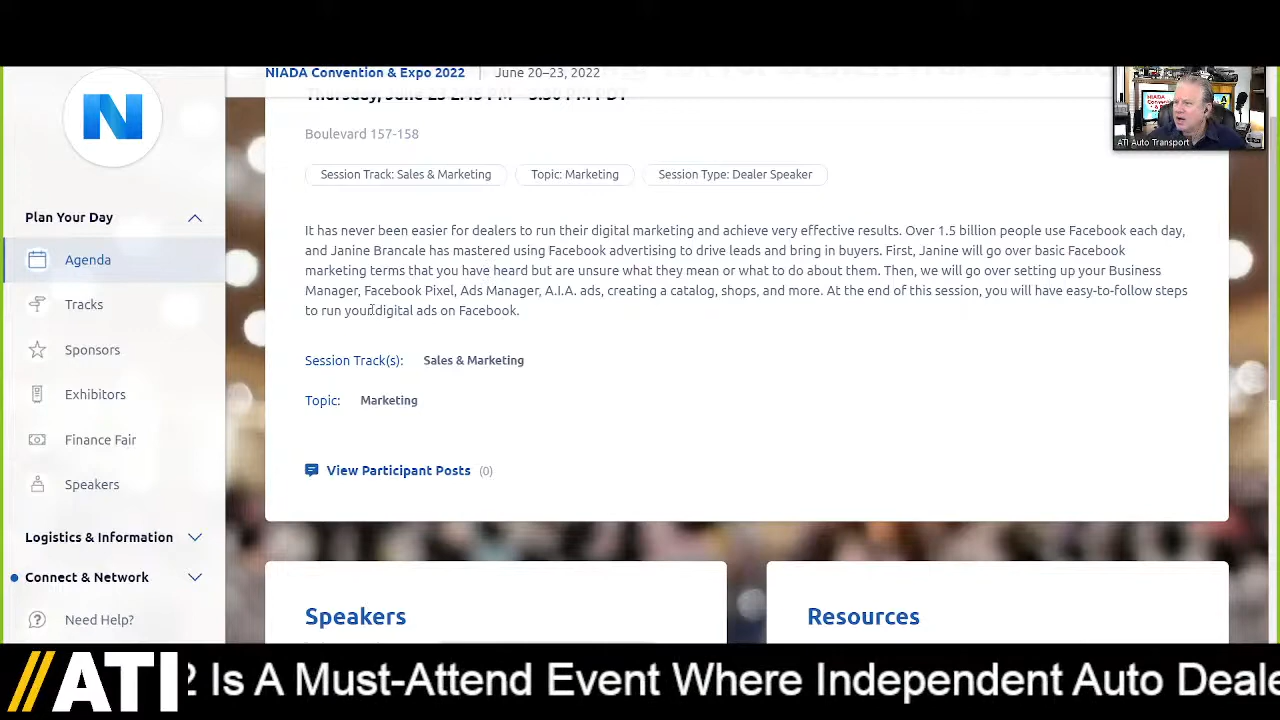 NIADA Convention & Expo 2022 | June 20–23, 2022
Boulevard 157-158
Session Track: Sales & Marketing
Topic: Marketing
Session Type: Dealer Speaker
It has never been easier for dealers to run their digital marketing and achieve very effective results. Over 1.5 billion people use Facebook each day,
and Janine Brancale has mastered using Facebook advertising to drive leads and bring in buyers. First, Janine will go over basic Facebook
marketing terms that you have heard but are unsure what they mean or what to do about them. Then, we will go over setting up your Business
Manager, Facebook Pixel, Ads Manager, A.I.A. ads, creating a catalog, shops, and more. At the end of this session, you will have easy-to-follow steps
to run your digital ads on Facebook.
Session Track(s): Sales & Marketing
Topic: Marketing
View Participant Posts (0)
Speakers
Resources
N
Plan Your Day
Agenda
Tracks
Sponsors
Exhibitors
Finance Fair
Speakers
Logistics & Information
Connect & Network
Need Help?
ATI Auto Transport
//ATI
2 Is A Must-Attend Event Where Independent Auto Deale